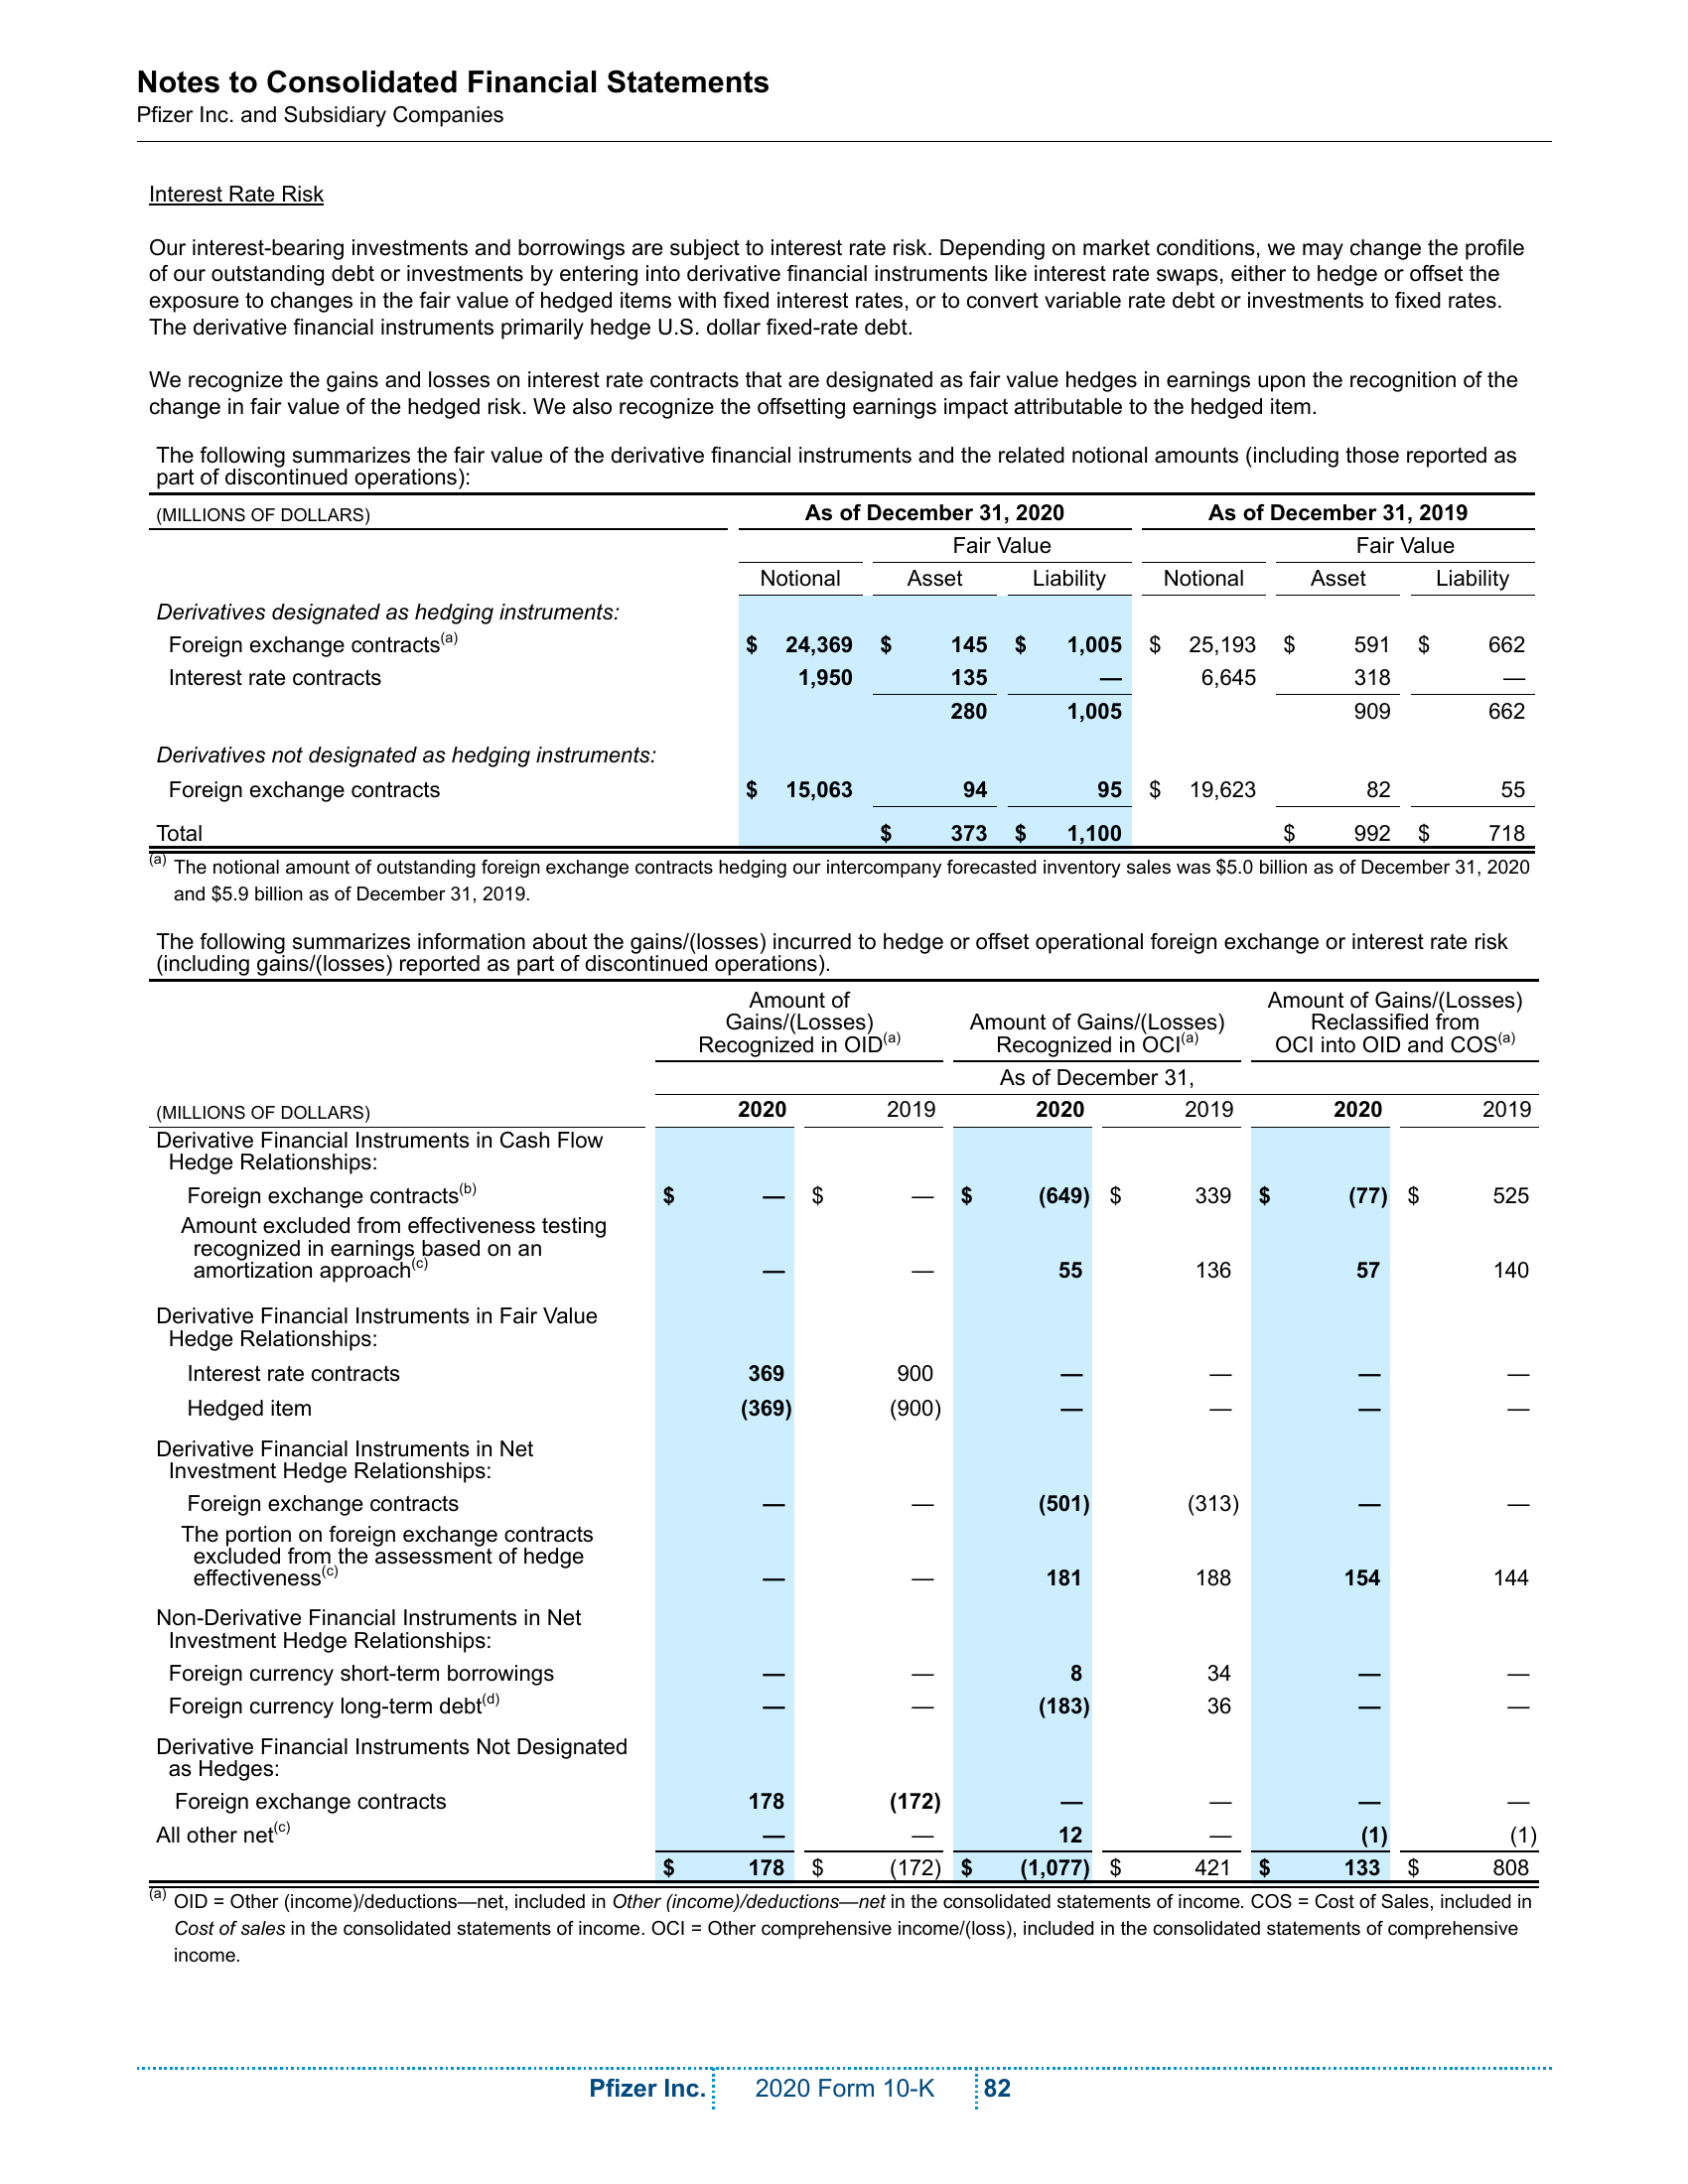 Notes to Consolidated Financial Statements
Pfizer Inc. and Subsidiary Companies
Interest Rate Risk
Our interest-bearing investments and borrowings are subject to interest rate risk. Depending on market conditions, we may change the profile
of our outstanding debt or investments by entering into derivative financial instruments like interest rate swaps, either to hedge or offset the
exposure to changes in the fair value of hedged items with fixed interest rates, or to convert variable rate debt or investments to fixed rates.
The derivative financial instruments primarily hedge U.S. dollar fixed-rate debt.
We recognize the gains and losses on interest rate contracts that are designated as fair value hedges in earnings upon the recognition of the
change in fair value of the hedged risk. We also recognize the offsetting earnings impact attributable to the hedged item.
The following summarizes the fair value of the derivative financial instruments and the related notional amounts (including those reported as
part of discontinued operations):
(MILLIONS OF DOLLARS) As of December 31, 2020 As of December 31, 2019
Fair Value Fair Value
Notional Asset Liability Notional Asset Liability
Derivatives designated as hedging instruments:
Foreign exchange contracts(a) $ 24,369 $ 145 $ 1,005 $ 25,193 $ 591 $ 662
Interest rate contracts 1,950 135 — 6,645 318 —
280 1,005 909 662
Derivatives not designated as hedging instruments:
Foreign exchange contracts $ 15,063 94 95 $ 19,623 82 55
Total $ 373 $ 1,100 $ 992 $ 718
(a) The notional amount of outstanding foreign exchange contracts hedging our intercompany forecasted inventory sales was $5.0 billion as of December 31, 2020
and $5.9 billion as of December 31, 2019.
The following summarizes information about the gains/(losses) incurred to hedge or offset operational foreign exchange or interest rate risk
(including gains/(losses) reported as part of discontinued operations).
Amount of Amount of Gains/(Losses)
Gains/(Losses) Amount of Gains/(Losses) Reclassified from
Recognized in OID(a) Recognized in OCI(a) OCI into OID and COS(a)
As of December 31,
(MILLIONS OF DOLLARS) 2020 2019 2020 2019 2020 2019
Derivative Financial Instruments in Cash Flow
Hedge Relationships:
Foreign exchange contracts(b) $ — $ — $ (649) $ 339 $ (77) $ 525
Amount excluded from effectiveness testing
recognized in earnings based on an
amortization approach(c) — — 55 136 57 140
Derivative Financial Instruments in Fair Value
Hedge Relationships:
Interest rate contracts 369 900 — — — —
Hedged item (369) (900) — — — —
Derivative Financial Instruments in Net
Investment Hedge Relationships:
Foreign exchange contracts — — (501) (313) — —
The portion on foreign exchange contracts
excluded from the assessment of hedge
effectiveness(c) — — 181 188 154 144
Non-Derivative Financial Instruments in Net
Investment Hedge Relationships:
Foreign currency short-term borrowings — — 8 34 — —
Foreign currency long-term debt(d) — — (183) 36 — —
Derivative Financial Instruments Not Designated
as Hedges:
Foreign exchange contracts 178 (172) — — — —
All other net(c) — — 12 — (1) (1)
$ 178 $ (172) $ (1,077) $ 421 $ 133 $ 808
(a) OID = Other (income)/deductions—net, included in Other (income)/deductions—net in the consolidated statements of income. COS = Cost of Sales, included in
Cost of sales in the consolidated statements of income. OCI = Other comprehensive income/(loss), included in the consolidated statements of comprehensive
income.
Pfizer Inc. 2020 Form 10-K 82